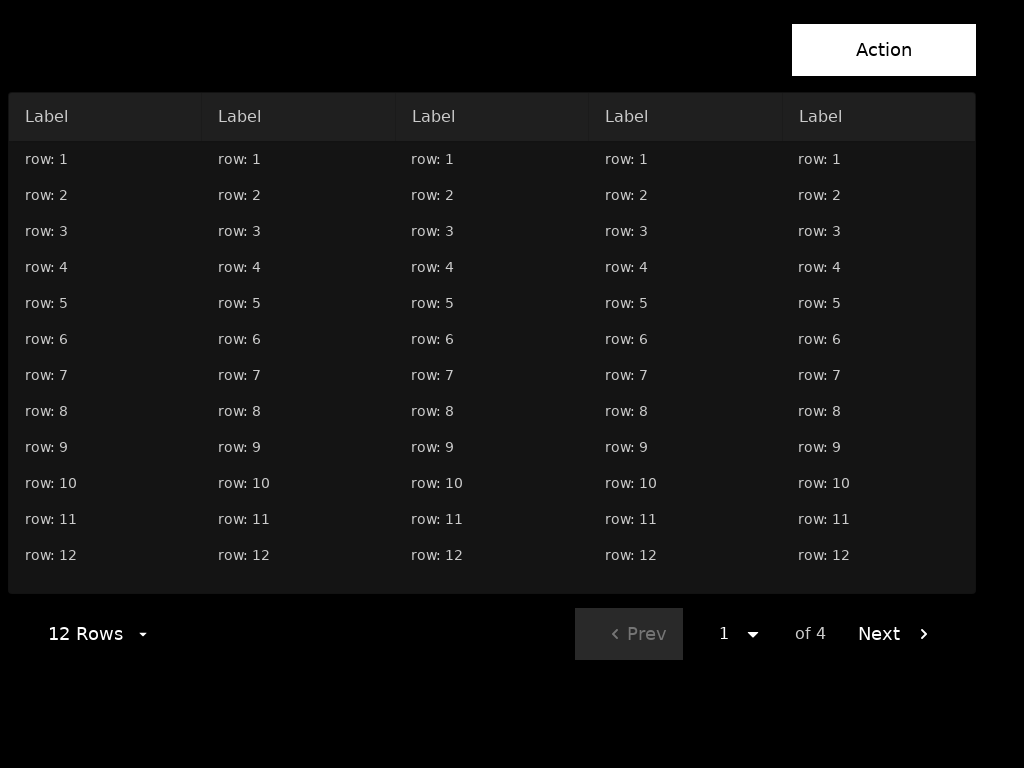 Action
Label Label Label Label Label
row: 1 row: 1 row: 1 row: 1 row: 1
row: 2 row: 2 row: 2 row: 2 row: 2
row: 3 row: 3 row: 3 row: 3 row: 3
row: 4 row: 4 row: 4 row: 4 row: 4
row: 5 row: 5 row: 5 row: 5 row: 5
row: 6 row: 6 row: 6 row: 6 row: 6
row: 7 row: 7 row: 7 row: 7 row: 7
row: 8 row: 8 row: 8 row: 8 row: 8
row: 9 row: 9 row: 9 row: 9 row: 9
row: 10 row: 10 row: 10 row: 10 row: 10
row: 11 row: 11 row: 11 row: 11 row: 11
row: 12 row: 12 row: 12 row: 12 row: 12
12 Rows Prev 1 of 4 Next